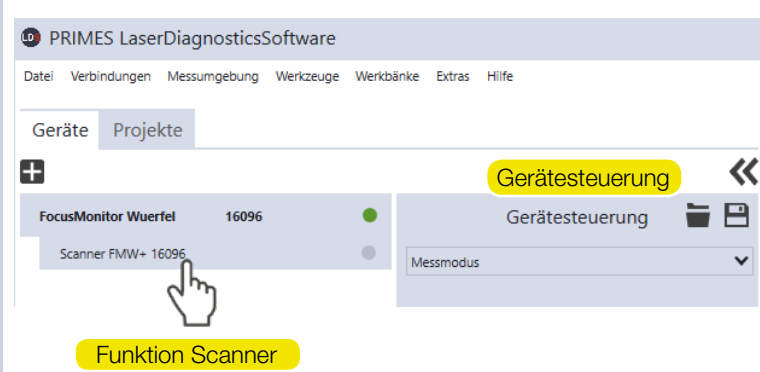 LD
PRIMES LaserDiagnosticsSoftware
Datei Verbindungen Messumgebung Werkzeuge Werkbänke Extras Hilfe
Geräte Projekte
Gerätesteuerung
FocusMonitor Wuerfel 16096
Gerätesteuerung
Scanner FMW+ 16096
Messmodus
Funktion Scanner